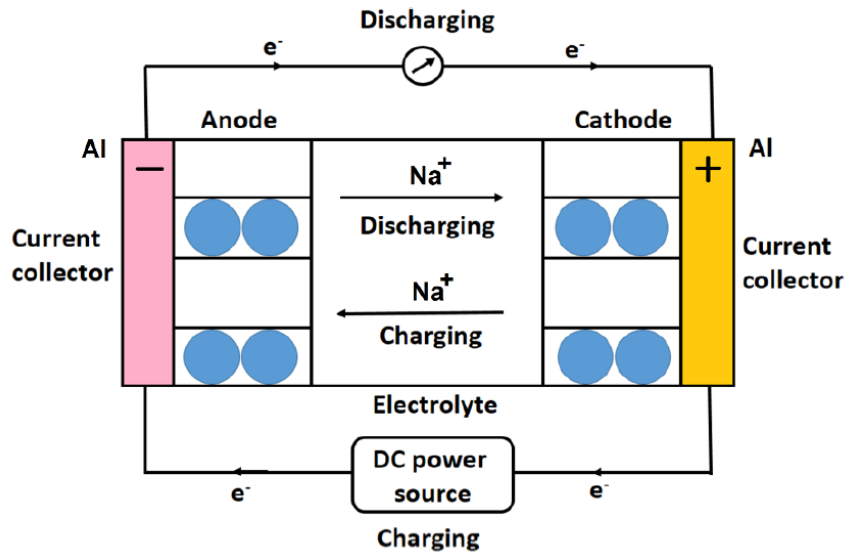 Discharging
e-
e-
Anode
Cathode
Al
Al
−
+
Na+
Discharging
Current
collector
Current
collector
Na+
Charging
Electrolyte
DC power
source
e-
e-
Charging